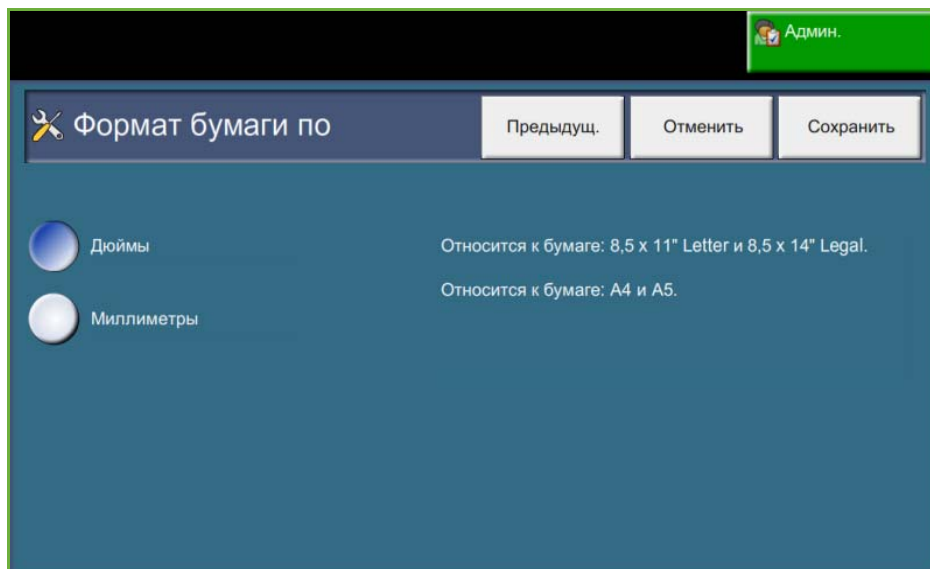 Админ.
Формат бумаги по
Предыдущ.
Отменить
Сохранить
Дюймы
Относится к бумаге: 8,5 x 11" Letter и 8,5 x 14" Legal.
Относится к бумаге: A4 и A5.
Миллиметры